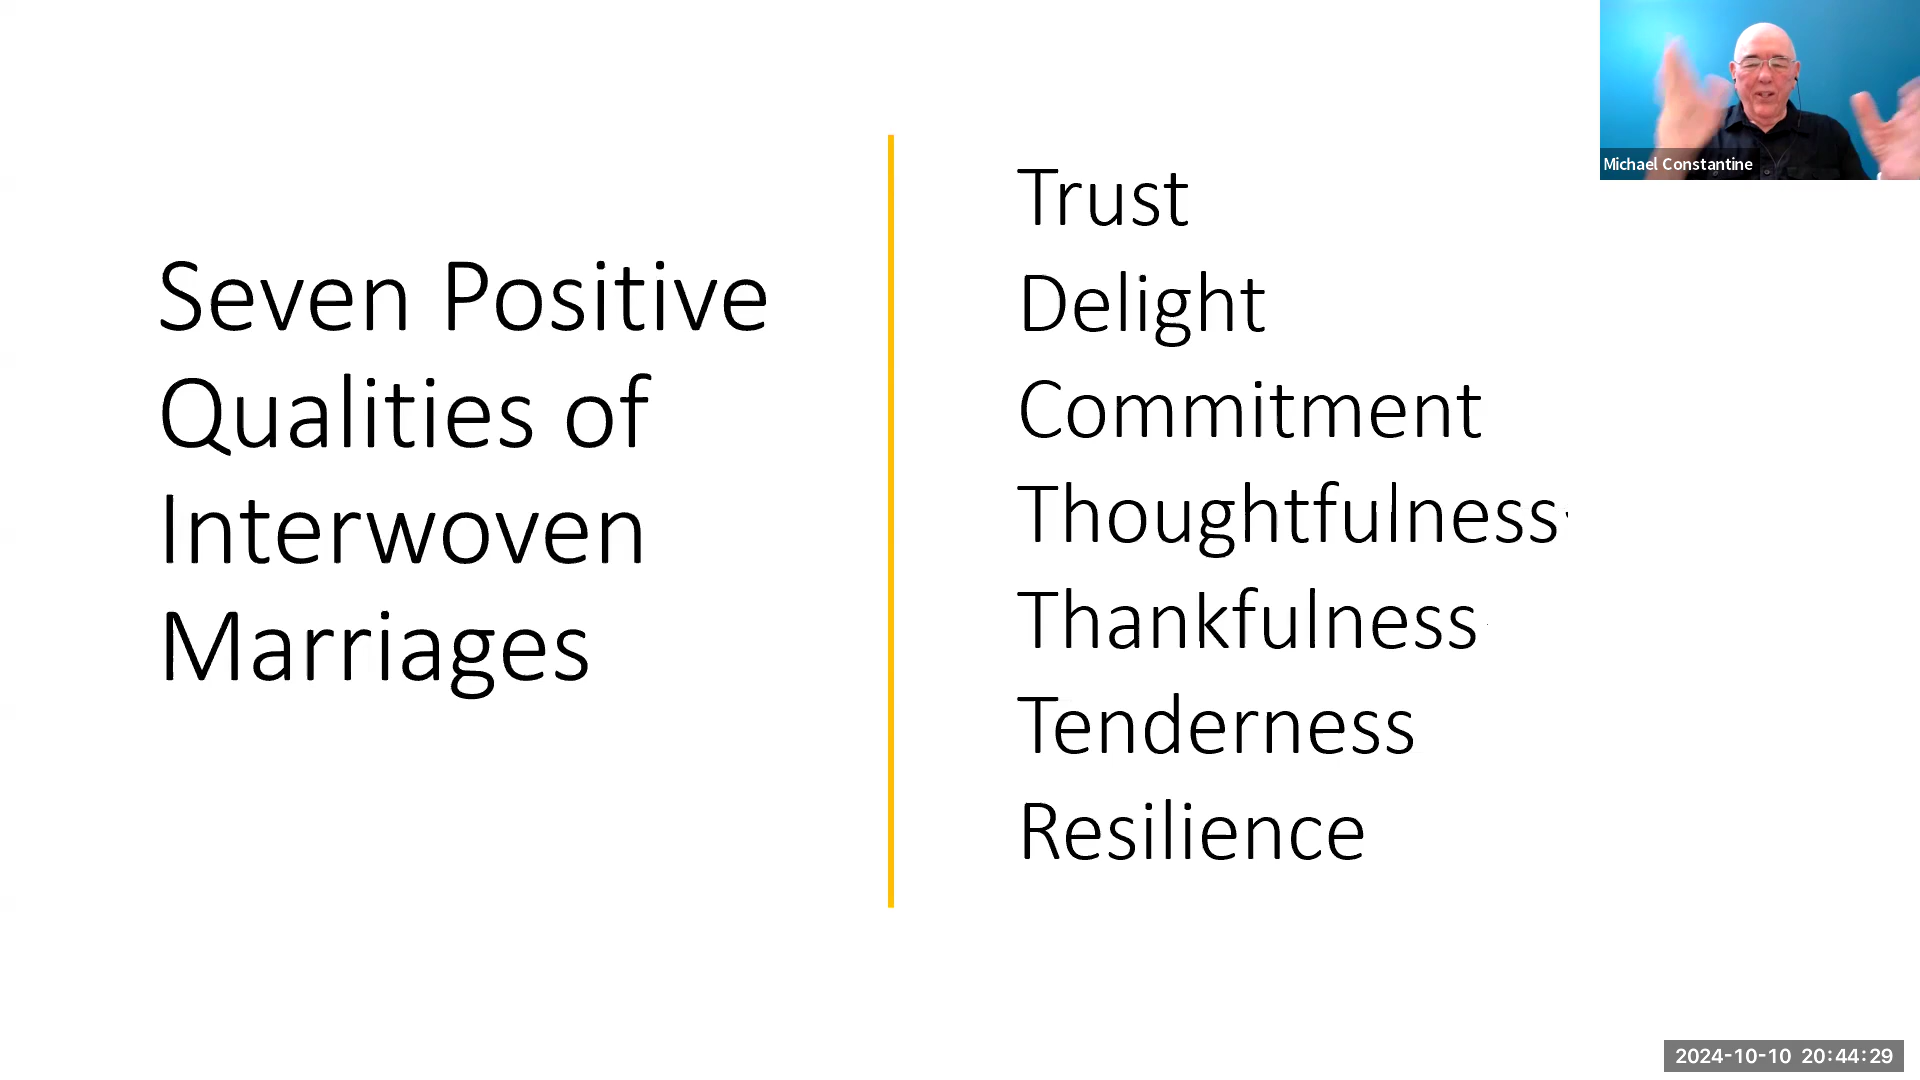 Seven Positive
Qualities of
Interwoven
Marriages
Trust
Delight
Commitment
Thoughtfulness
Thankfulness
Tenderness
Resilience
Michael Constantine
2024-10-10 20:44:29